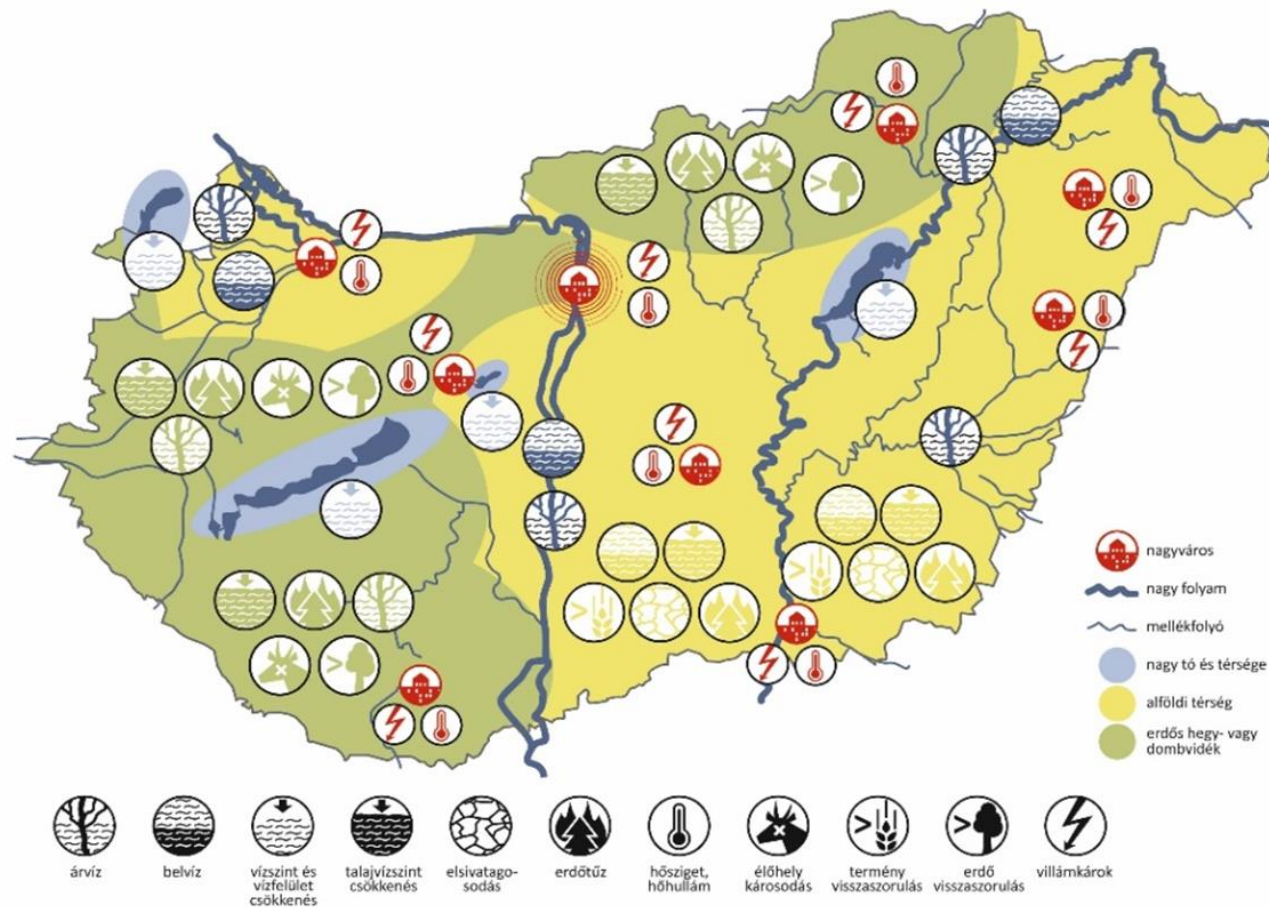 nagyváros
nagy folyam
mellékfolyó
nagy tó és térsége
alföldi térség
erdős hegy- vagy
dombvidék
árvíz
belvíz
vízszint és
vízfelület
csökkenés
talajvízszint
csökkenés
elsivatago-
sodás
erdőtűz
hősziget,
hőhullám
élőhely
károsodás
termény
visszaszorulás
erdő
visszaszorulás
villámkárok